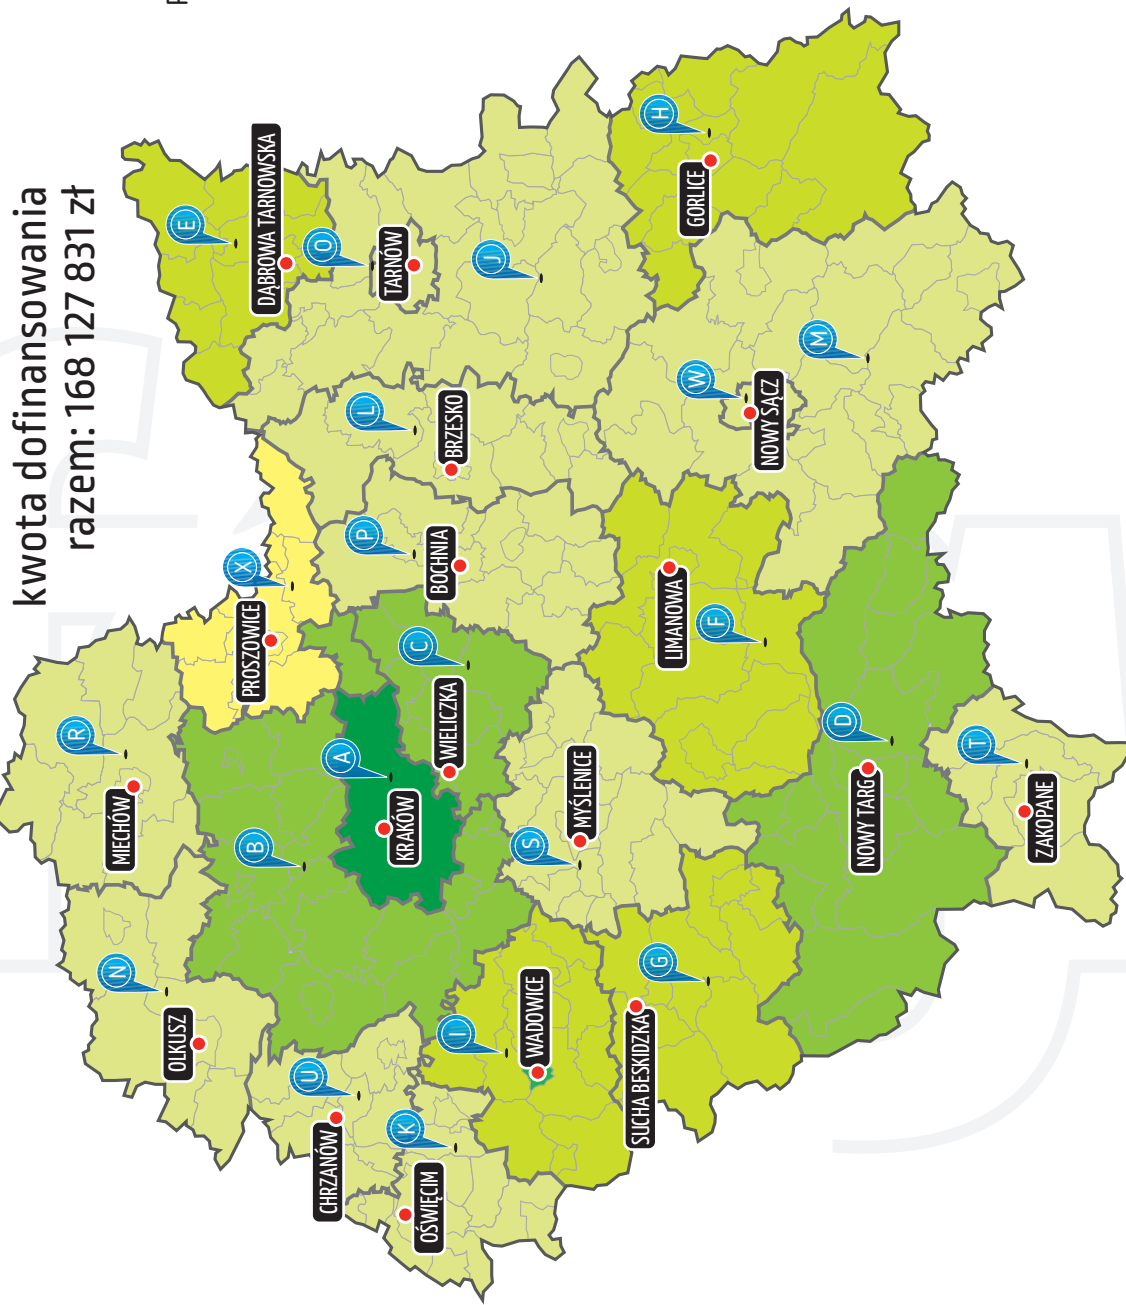 kwota dofinansowania
razem: 168 127 831 zł
E
DĄBROWA TARNOWSKA
O
TARNÓW
J
H
GORLICE
L
BRZESKO
W
NOWY SĄCZ
M
X
PROSZOWICE
P
BOCHNIA
C
WIELICZKA
LIMANOWA
F
R
MIECHÓW
B
A
KRAKÓW
S
MYŚLENICE
D
NOWY TARG
T
ZAKOPANE
N
OLKUSZ
U
CHRZANÓW
K
OŚWIĘCIM
I
WADOWICE
G
SUCHA BESKIDZKA